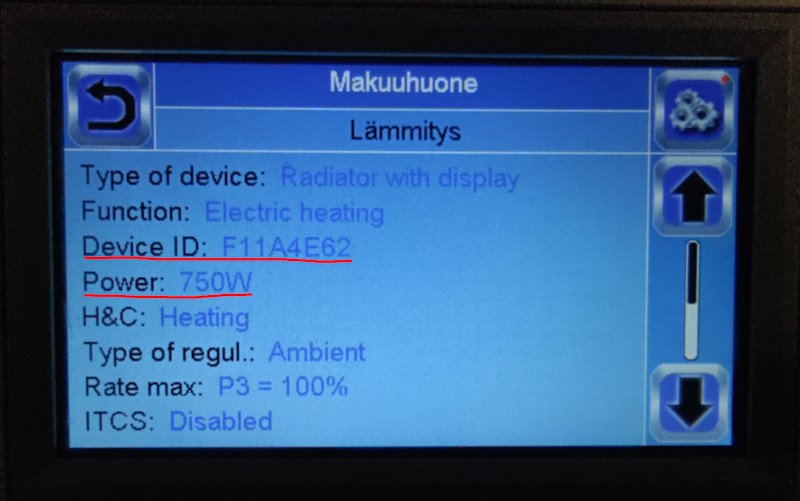 Makuuhuone
Lämmitys
Type of device: Radiator with display
Function: Electric heating
Device ID: F11A4E62
Power: 750W
H&C: Heating
Type of regul.: Ambient
Rate max: P3 = 100%
ITCS: Disabled